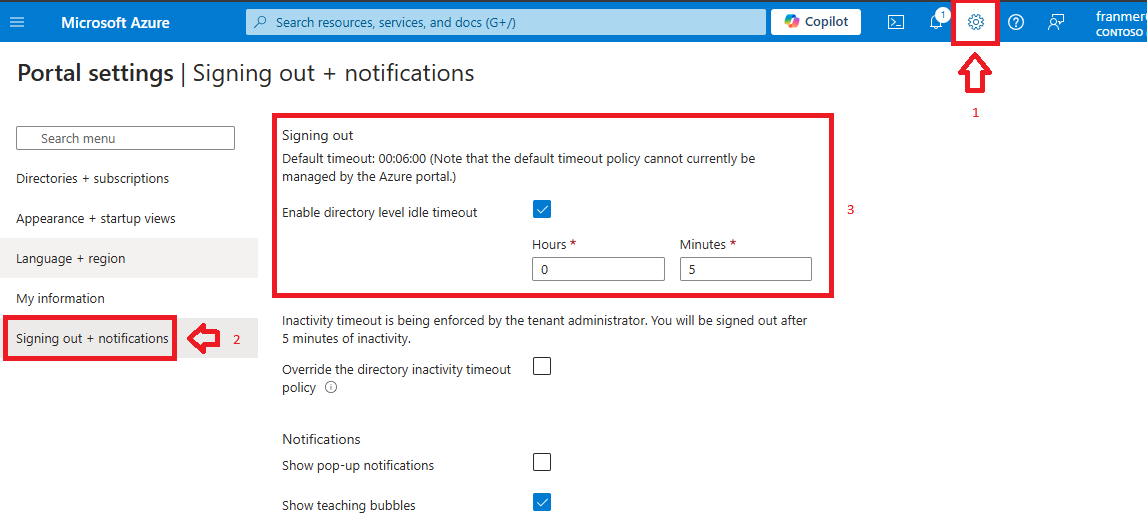 Microsoft Azure
Search resources, services, and docs (G+/)
Copilot
1
franmer
CONTOSO
1
Portal settings | Signing out + notifications
Search menu
Directories + subscriptions
Appearance + startup views
Language + region
My information
Signing out + notifications
2
Signing out
Default timeout: 00:06:00 (Note that the default timeout policy cannot currently be
managed by the Azure portal.)
Enable directory level idle timeout
Hours *
Minutes *
0
5
3
Inactivity timeout is being enforced by the tenant administrator. You will be signed out after
5 minutes of inactivity.
Override the directory inactivity timeout
policy
Notifications
Show pop-up notifications
Show teaching bubbles